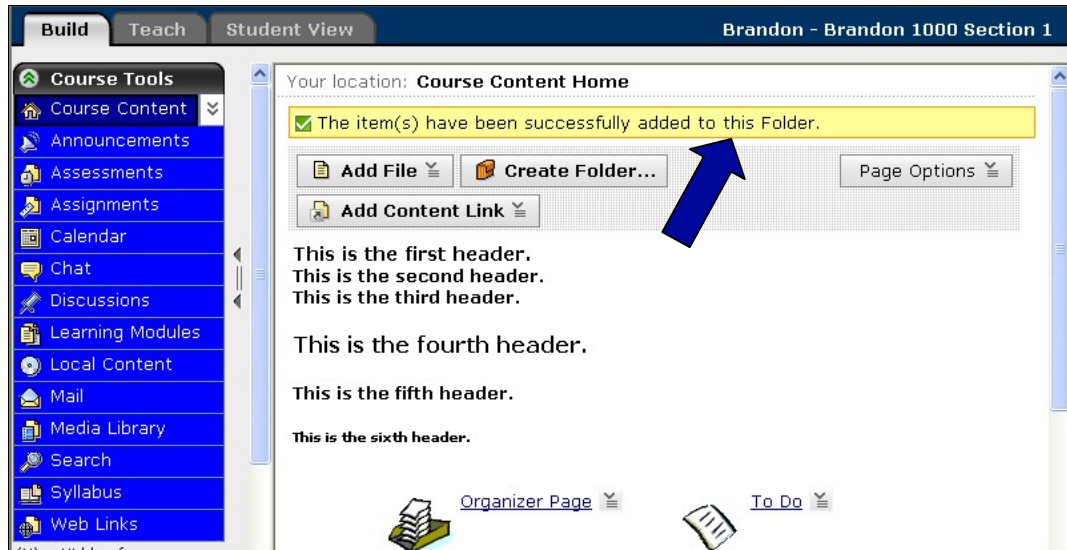 Build Teach Student View Brandon - Brandon 1000 Section 1
Course Tools
Course Content
Announcements
Assessments
Assignments
Calendar
Chat
Discussions
Learning Modules
Local Content
Mail
Media Library
Search
Syllabus
Web Links
Your location: Course Content Home
The item(s) have been successfully added to this Folder.
Add File Create Folder... Page Options
Add Content Link
This is the first header.
This is the second header.
This is the third header.
This is the fourth header.
This is the fifth header.
This is the sixth header.
Organizer Page To Do